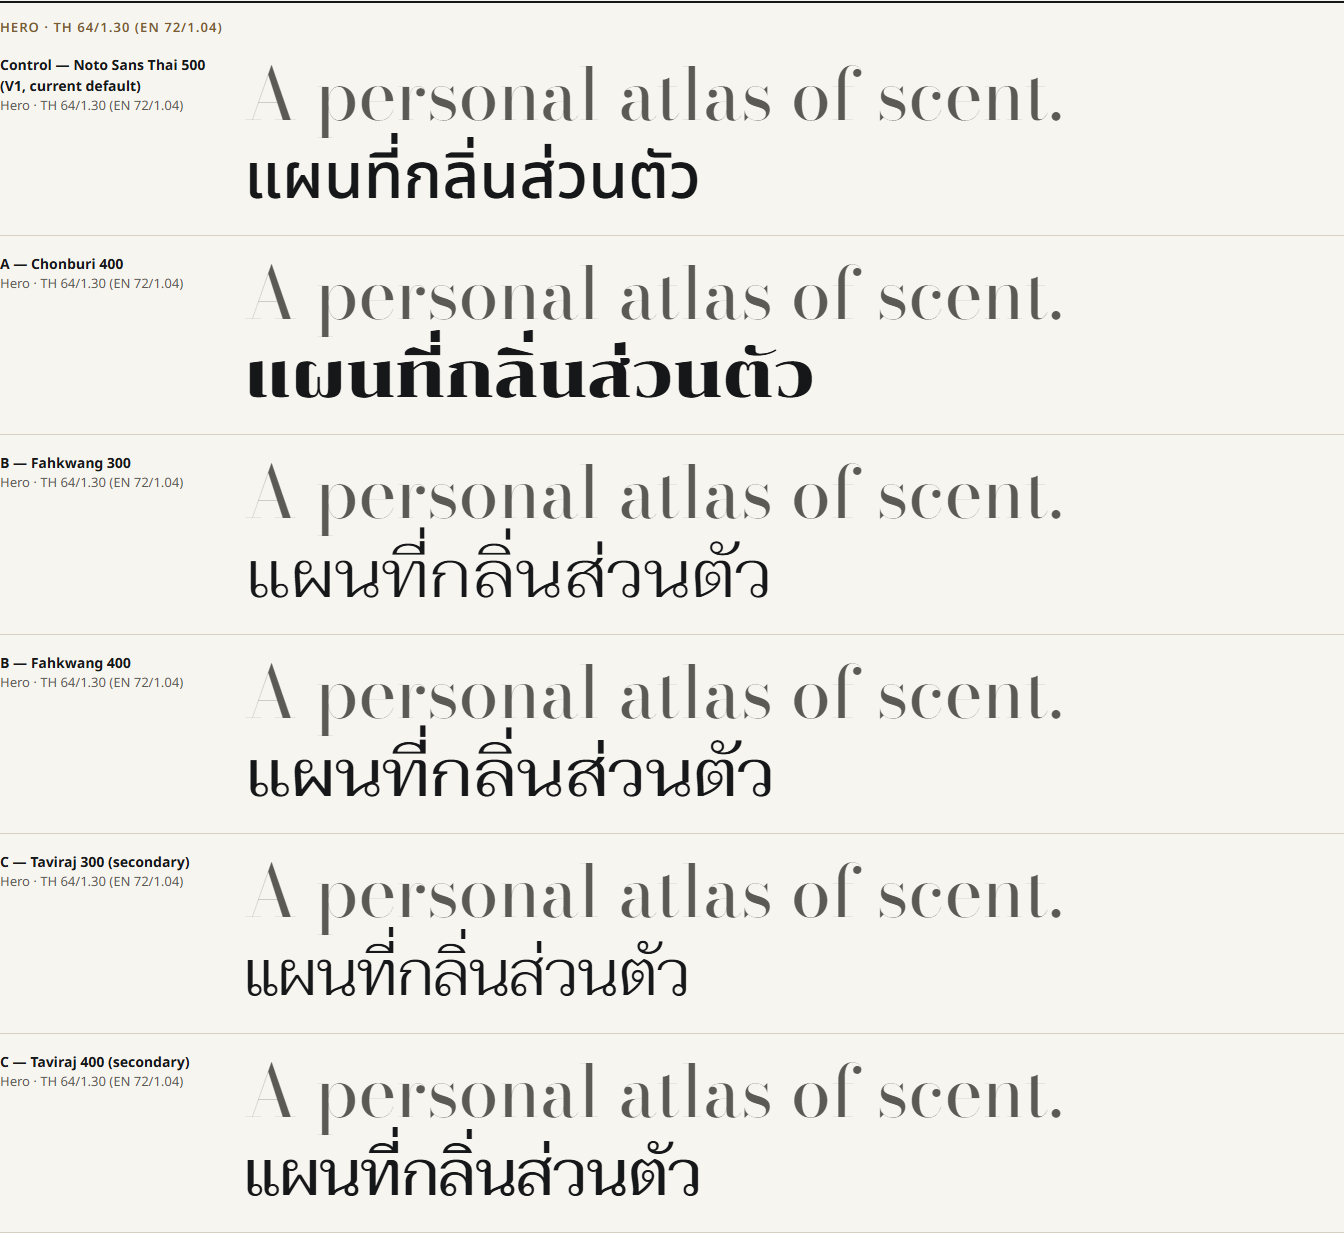 HERO · TH 64/1.30 (EN 72/1.04)
Control — Noto Sans Thai 500
(V1, current default)
Hero · TH 64/1.30 (EN 72/1.04)
A personal atlas of scent.
แผนที่กลิ่นส่วนตัว
A — Chonburi 400
Hero · TH 64/1.30 (EN 72/1.04)
A personal atlas of scent.
แผนที่กลิ่นส่วนตัว
B — Fahkwang 300
Hero · TH 64/1.30 (EN 72/1.04)
A personal atlas of scent.
แผนที่กลิ่นส่วนตัว
B — Fahkwang 400
Hero · TH 64/1.30 (EN 72/1.04)
A personal atlas of scent.
แผนที่กลิ่นส่วนตัว
C — Taviraj 300 (secondary)
Hero · TH 64/1.30 (EN 72/1.04)
A personal atlas of scent.
แผนที่กลิ่นส่วนตัว
C — Taviraj 400 (secondary)
Hero · TH 64/1.30 (EN 72/1.04)
A personal atlas of scent.
แผนที่กลิ่นส่วนตัว